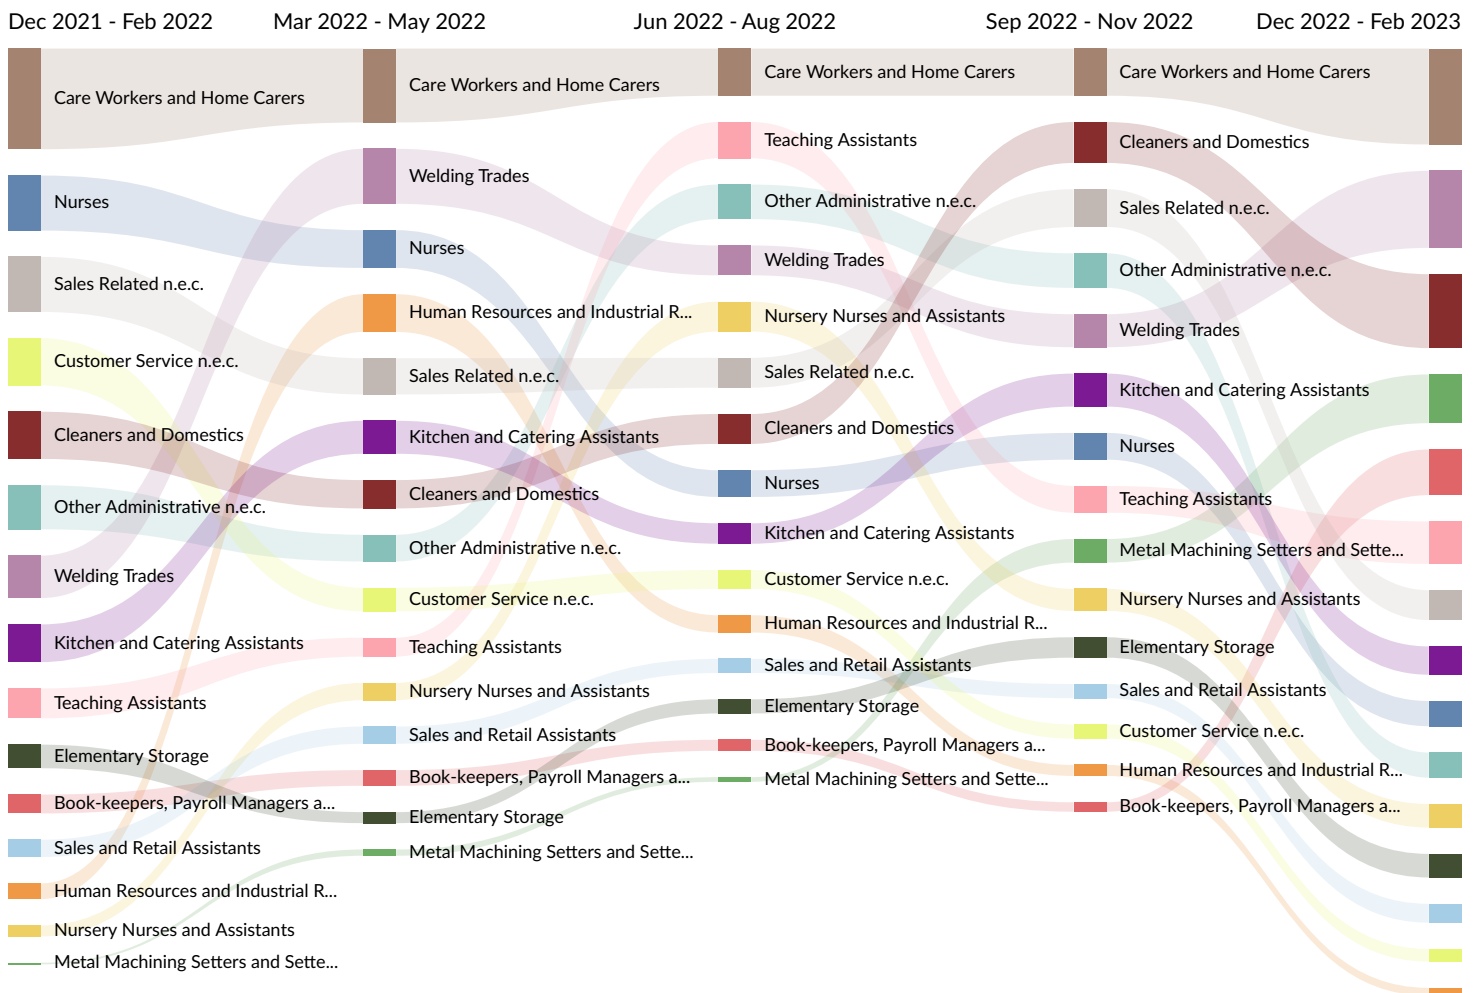 Dec 2021 - Feb 2022
Mar 2022 - May 2022
Jun 2022 - Aug 2022
Sep 2022 - Nov 2022
Dec 2022 - Feb 2023
Care Workers and Home Carers
Nurses
Sales Related n.e.c.
Customer Service n.e.c.
Cleaners and Domestics
Other Administrative n.e.c.
Welding Trades
Kitchen and Catering Assistants
Teaching Assistants
Elementary Storage
Book-keepers, Payroll Managers a...
Sales and Retail Assistants
Human Resources and Industrial R...
Nursery Nurses and Assistants
Metal Machining Setters and Sette...
Care Workers and Home Carers
Welding Trades
Nurses
Human Resources and Industrial R...
Sales Related n.e.c.
Kitchen and Catering Assistants
Cleaners and Domestics
Other Administrative n.e.c.
Customer Service n.e.c.
Teaching Assistants
Nursery Nurses and Assistants
Sales and Retail Assistants
Book-keepers, Payroll Managers a...
Elementary Storage
Metal Machining Setters and Sette...
Care Workers and Home Carers
Teaching Assistants
Other Administrative n.e.c.
Welding Trades
Nursery Nurses and Assistants
Sales Related n.e.c.
Cleaners and Domestics
Nurses
Kitchen and Catering Assistants
Customer Service n.e.c.
Human Resources and Industrial R...
Sales and Retail Assistants
Elementary Storage
Book-keepers, Payroll Managers a...
Metal Machining Setters and Sette...
Care Workers and Home Carers
Cleaners and Domestics
Sales Related n.e.c.
Other Administrative n.e.c.
Welding Trades
Kitchen and Catering Assistants
Nurses
Teaching Assistants
Metal Machining Setters and Sette...
Nursery Nurses and Assistants
Elementary Storage
Sales and Retail Assistants
Customer Service n.e.c.
Human Resources and Industrial R...
Book-keepers, Payroll Managers a...